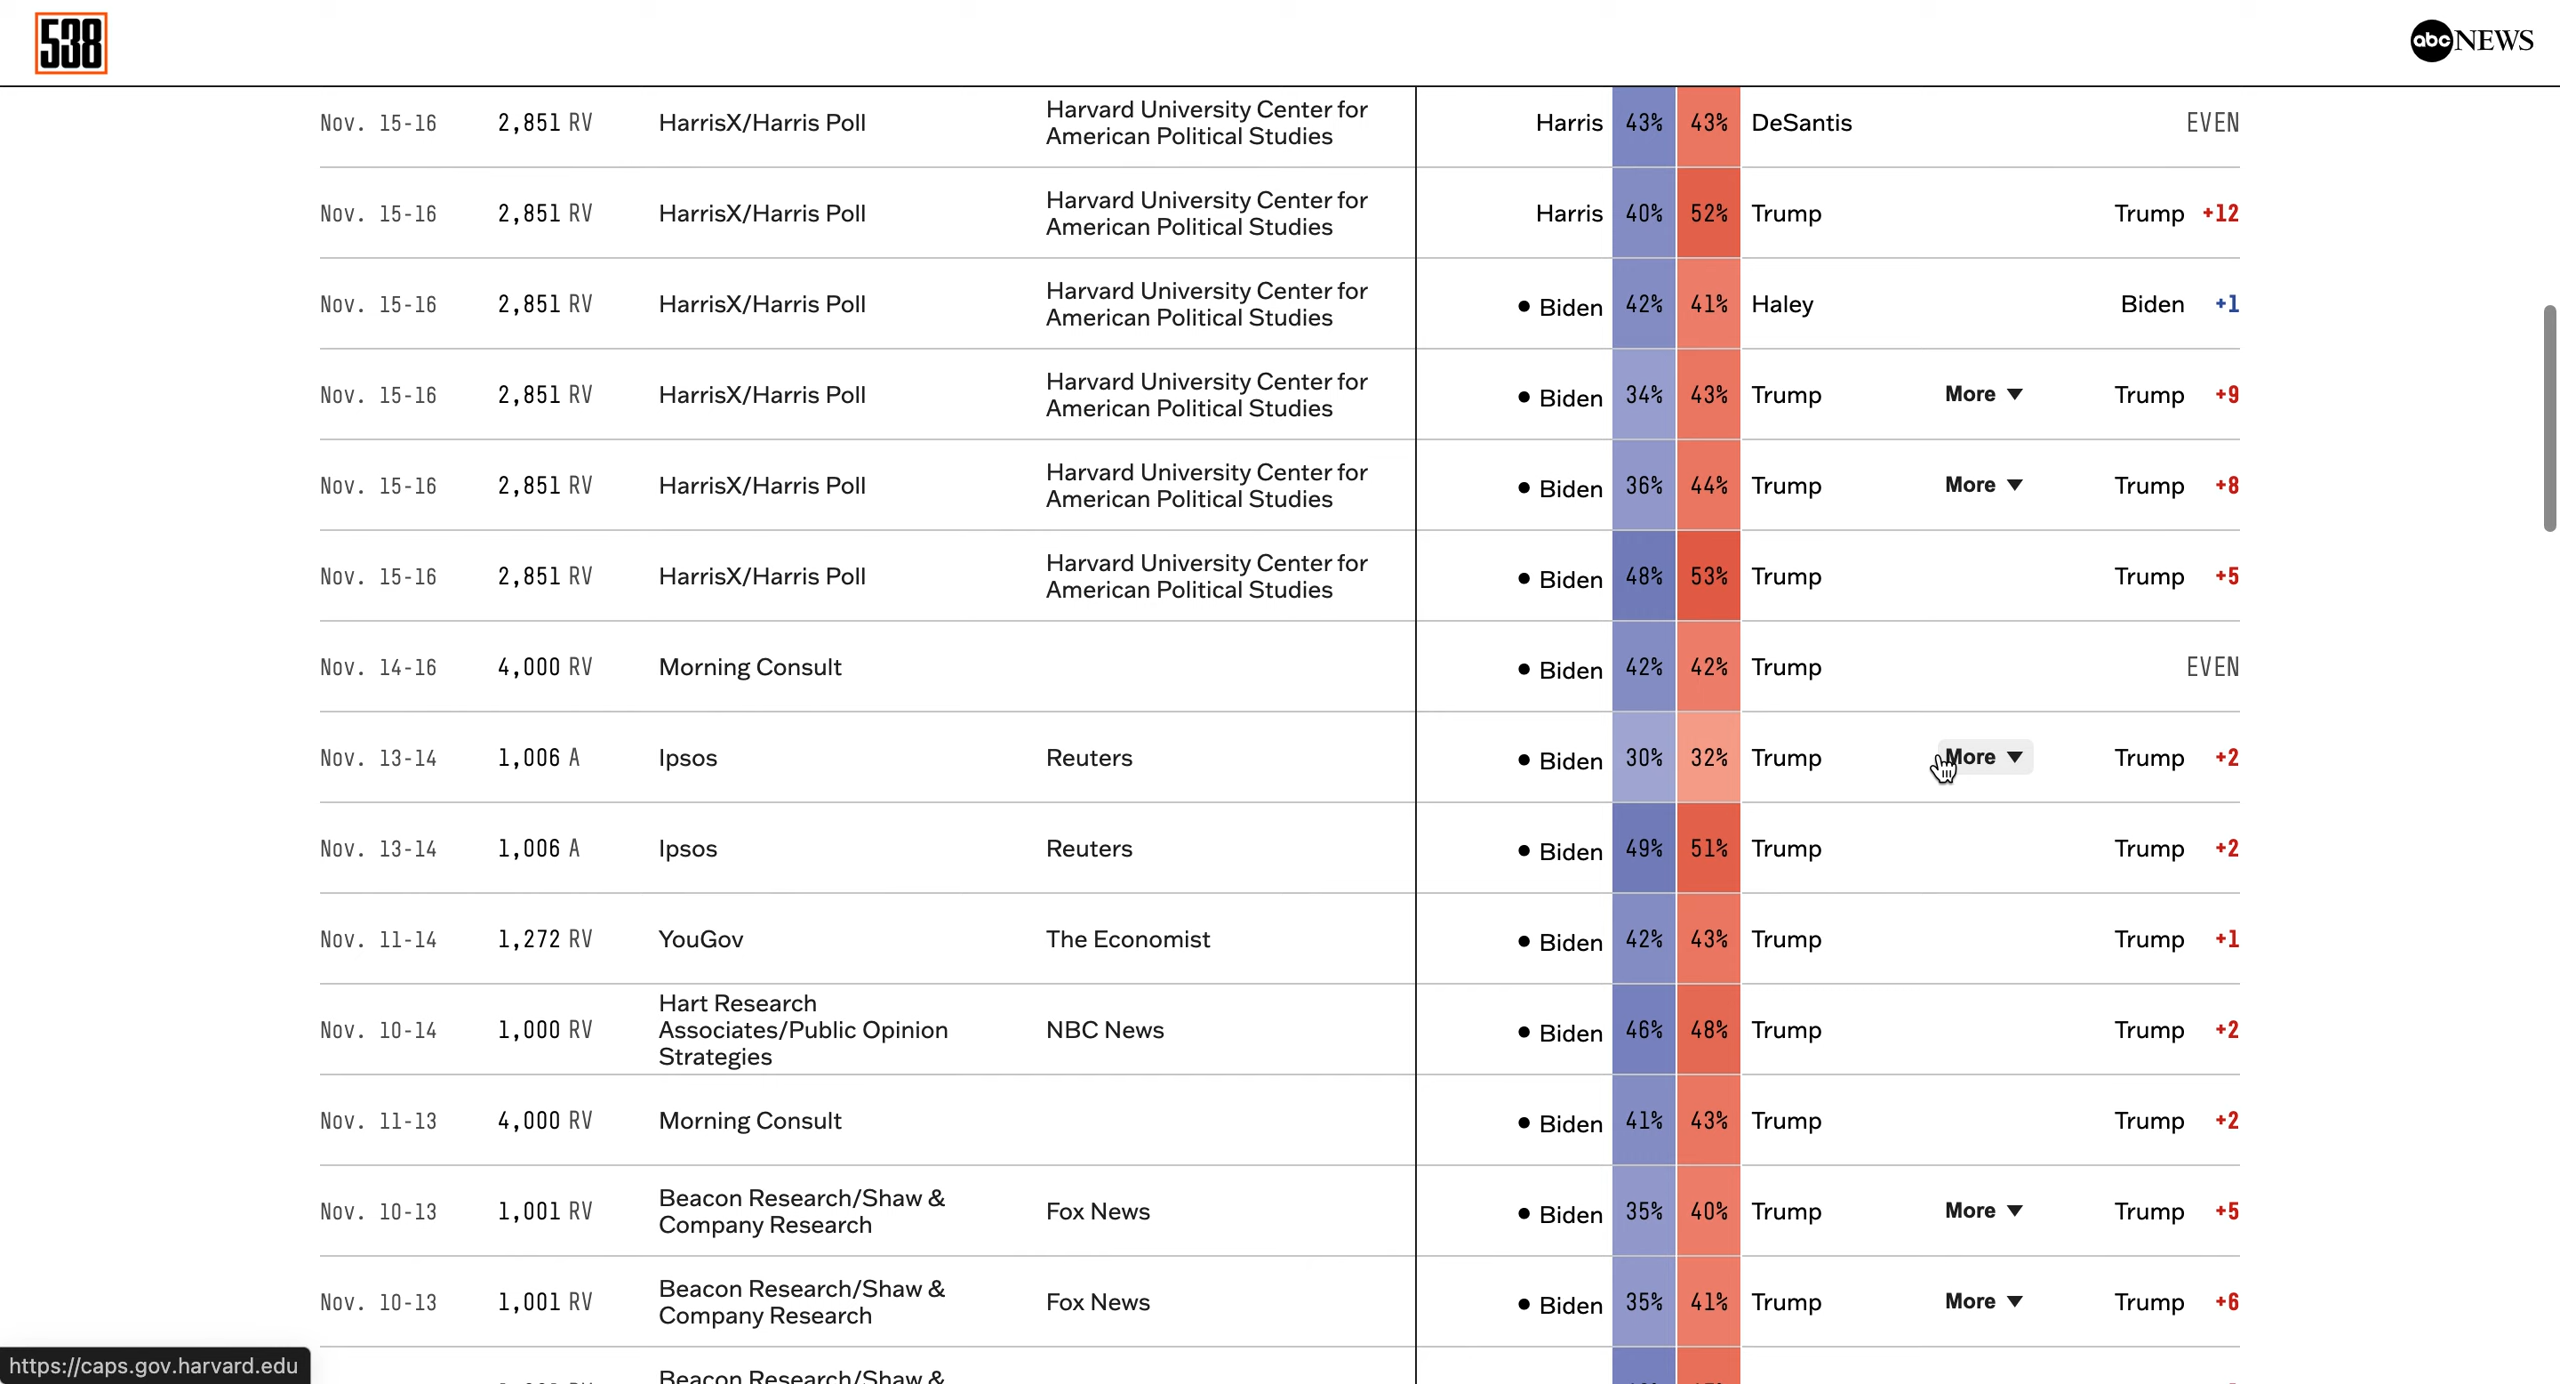 538
abc NEWS
Nov. 15-16 2,851 RV HarrisX/Harris Poll Harvard University Center for American Political Studies Harris 43% 43% DeSantis EVEN
Nov. 15-16 2,851 RV HarrisX/Harris Poll Harvard University Center for American Political Studies Harris 40% 52% Trump Trump +12
Nov. 15-16 2,851 RV HarrisX/Harris Poll Harvard University Center for American Political Studies • Biden 42% 41% Haley Biden +1
Nov. 15-16 2,851 RV HarrisX/Harris Poll Harvard University Center for American Political Studies • Biden 34% 43% Trump More ▼ Trump +9
Nov. 15-16 2,851 RV HarrisX/Harris Poll Harvard University Center for American Political Studies • Biden 36% 44% Trump More ▼ Trump +8
Nov. 15-16 2,851 RV HarrisX/Harris Poll Harvard University Center for American Political Studies • Biden 48% 53% Trump Trump +5
Nov. 14-16 4,000 RV Morning Consult • Biden 42% 42% Trump EVEN
Nov. 13-14 1,006 A Ipsos Reuters • Biden 30% 32% Trump More ▼ Trump +2
Nov. 13-14 1,006 A Ipsos Reuters • Biden 49% 51% Trump Trump +2
Nov. 11-14 1,272 RV YouGov The Economist • Biden 42% 43% Trump Trump +1
Nov. 10-14 1,000 RV Hart Research Associates/Public Opinion Strategies NBC News • Biden 46% 48% Trump Trump +2
Nov. 11-13 4,000 RV Morning Consult • Biden 41% 43% Trump Trump +2
Nov. 10-13 1,001 RV Beacon Research/Shaw & Company Research Fox News • Biden 35% 40% Trump More ▼ Trump +5
Nov. 10-13 1,001 RV Beacon Research/Shaw & Company Research Fox News • Biden 35% 41% Trump More ▼ Trump +6
Beacon Research/Shaw &
https://caps.gov.harvard.edu